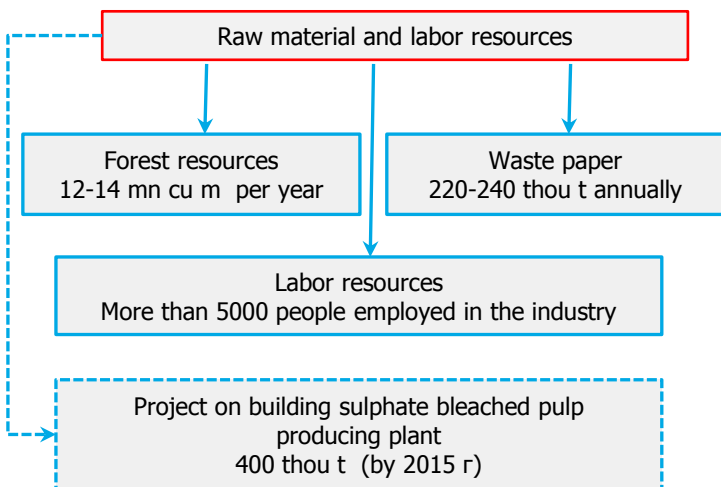 Raw material and labor resources
Forest resources
12-14 mn cu m per year
Waste paper
220-240 thou t annually
Labor resources
More than 5000 people employed in the industry
Project on building sulphate bleached pulp
producing plant
400 thou t (by 2015 г)